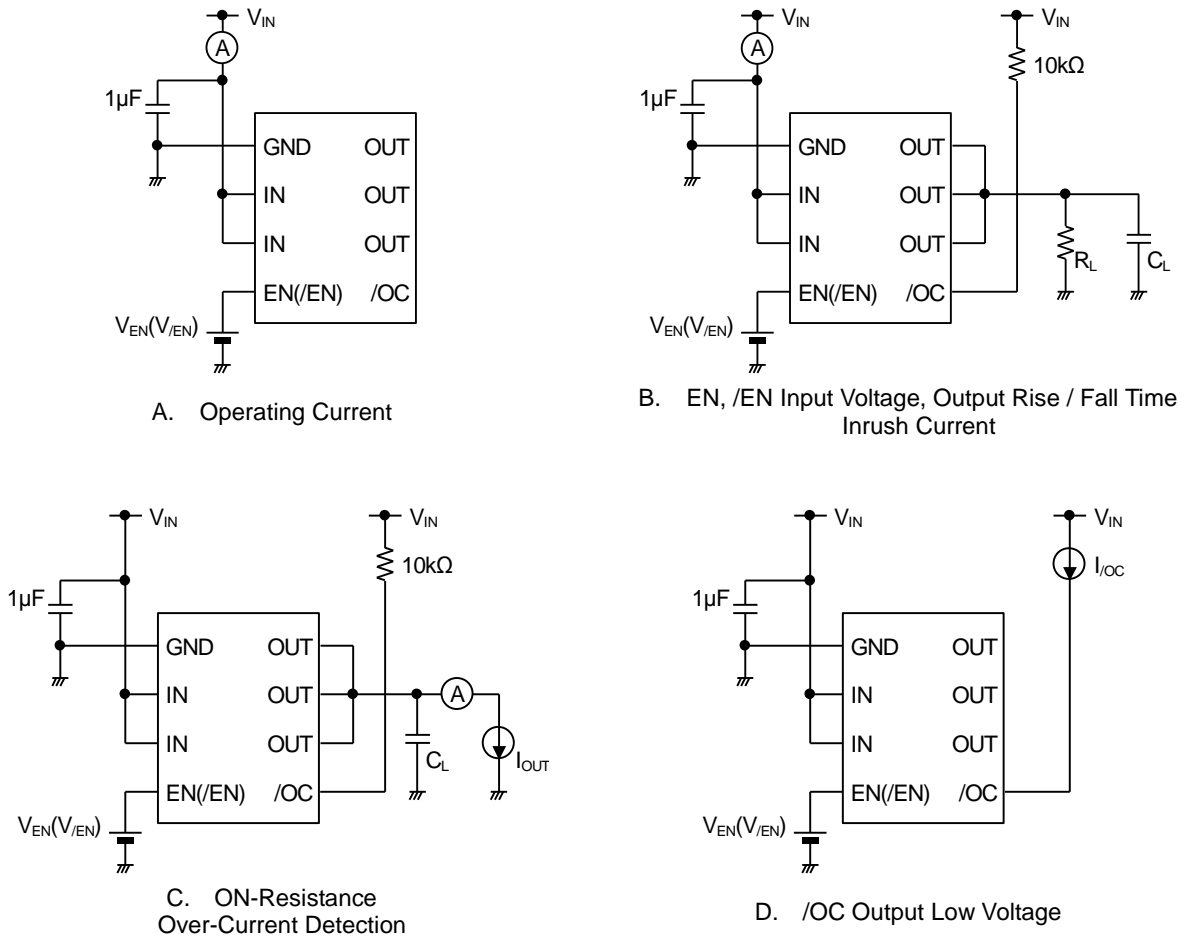 V_IN
A
1µF
GND OUT
IN OUT
IN OUT
EN(/EN) /OC
V_EN(V_/EN)
A. Operating Current
V_IN
V_IN
A
10kΩ
1µF
GND OUT
IN OUT
IN OUT
EN(/EN) /OC
R_L
C_L
V_EN(V_/EN)
B. EN, /EN Input Voltage, Output Rise / Fall Time
Inrush Current
V_IN
V_IN
10kΩ
1µF
GND OUT
IN OUT
A
IN OUT
C_L
I_OUT
EN(/EN) /OC
V_EN(V_/EN)
C. ON-Resistance
Over-Current Detection
V_IN
V_IN
I_/OC
1µF
GND OUT
IN OUT
IN OUT
EN(/EN) /OC
V_EN(V_/EN)
D. /OC Output Low Voltage